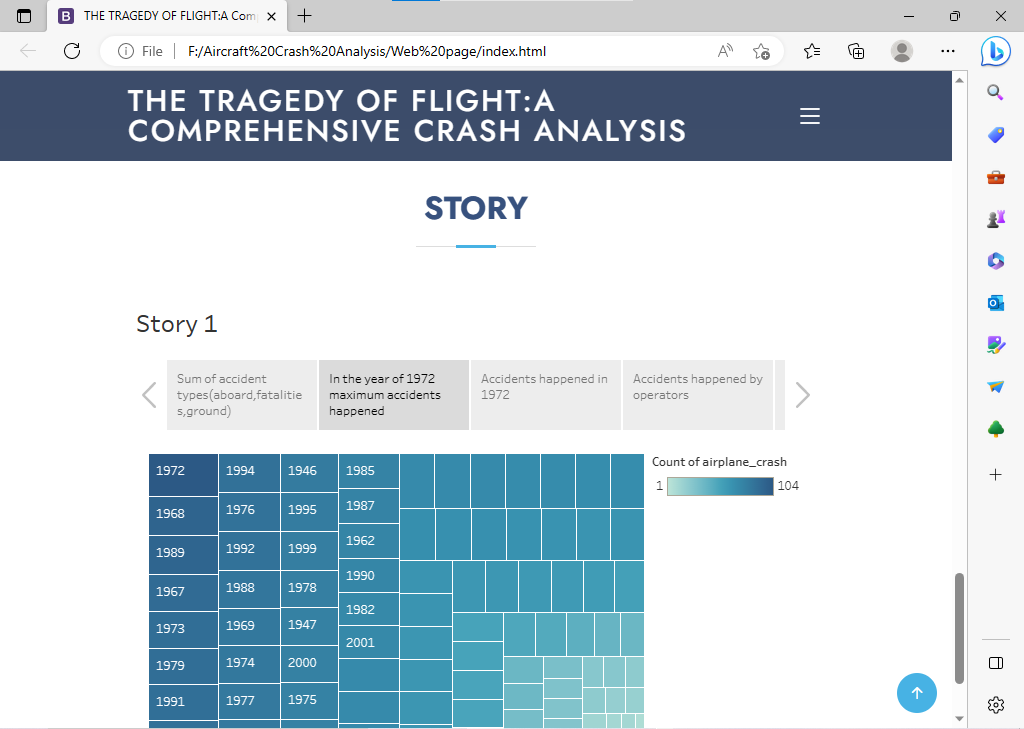 THE TRAGEDY OF FLIGHT:A Com
File
F:/Aircraft%20Crash%20Analysis/Web%20page/index.html
THE TRAGEDY OF FLIGHT:A
COMPREHENSIVE CRASH ANALYSIS
STORY
Story 1
Sum of accident
types(aboard,fatalitie
s,ground)
In the year of 1972
maximum accidents
happened
Accidents happened in
1972
Accidents happened by
operators
1972
1968
1989
1967
1973
1979
1991
1994
1976
1992
1988
1969
1974
1977
1946
1995
1999
1978
1947
2000
1975
1985
1987
1962
1990
1982
2001
Count of airplane_crash
1
104